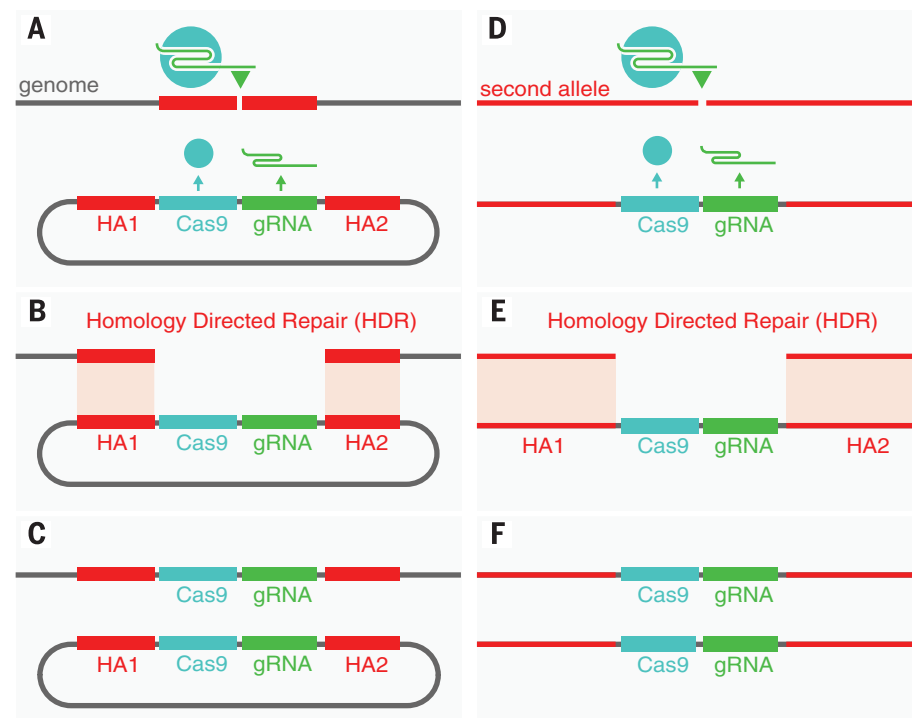 A
genome
HA1 Cas9 gRNA HA2
B
Homology Directed Repair (HDR)
HA1 Cas9 gRNA HA2
C
Cas9 gRNA
HA1 Cas9 gRNA HA2
D
second allele
Cas9 gRNA
E
Homology Directed Repair (HDR)
HA1 Cas9 gRNA HA2
F
Cas9 gRNA
Cas9 gRNA